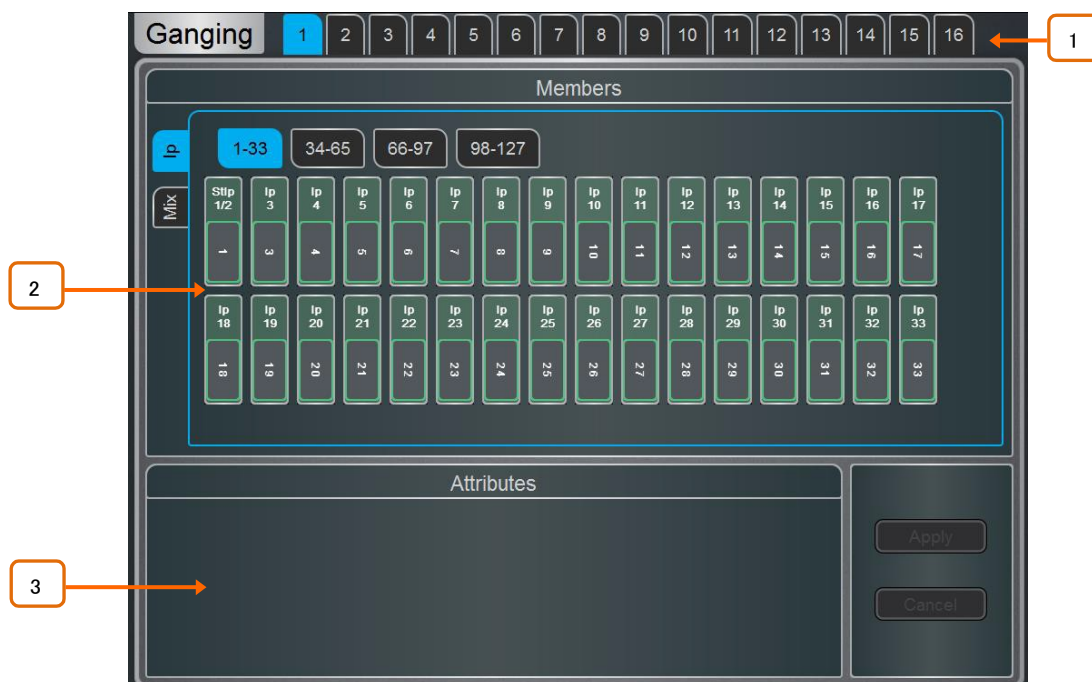 Ganging 1 2 3 4 5 6 7 8 9 10 11 12 13 14 15 16
1
Members
Ip
Mix
1-33 34-65 66-97 98-127
StIp Ip Ip Ip Ip Ip Ip Ip Ip Ip Ip Ip Ip Ip Ip Ip
1/2 3 4 5 6 7 8 9 10 11 12 13 14 15 16 17
1 3 4 5 6 7 8 9 10 11 12 13 14 15 16 17
2
Ip Ip Ip Ip Ip Ip Ip Ip Ip Ip Ip Ip Ip Ip Ip Ip
18 19 20 21 22 23 24 25 26 27 28 29 30 31 32 33
18 19 20 21 22 23 24 25 26 27 28 29 30 31 32 33
Attributes
Apply
3
Cancel